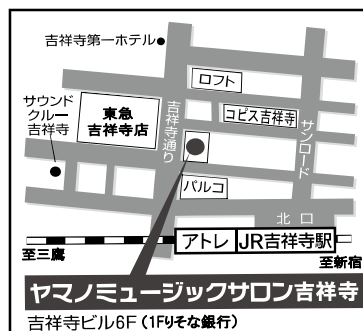 吉祥寺第一ホテル
ロフト
サウンド
クルー
吉祥寺
東急
吉祥寺店
吉祥寺通り
コピス吉祥寺
サンロード
パルコ
北口
アトレ
JR吉祥寺駅
至三鷹
至新宿
ヤマノミュージックサロン吉祥寺
吉祥寺ビル6F (1Fりそな銀行)